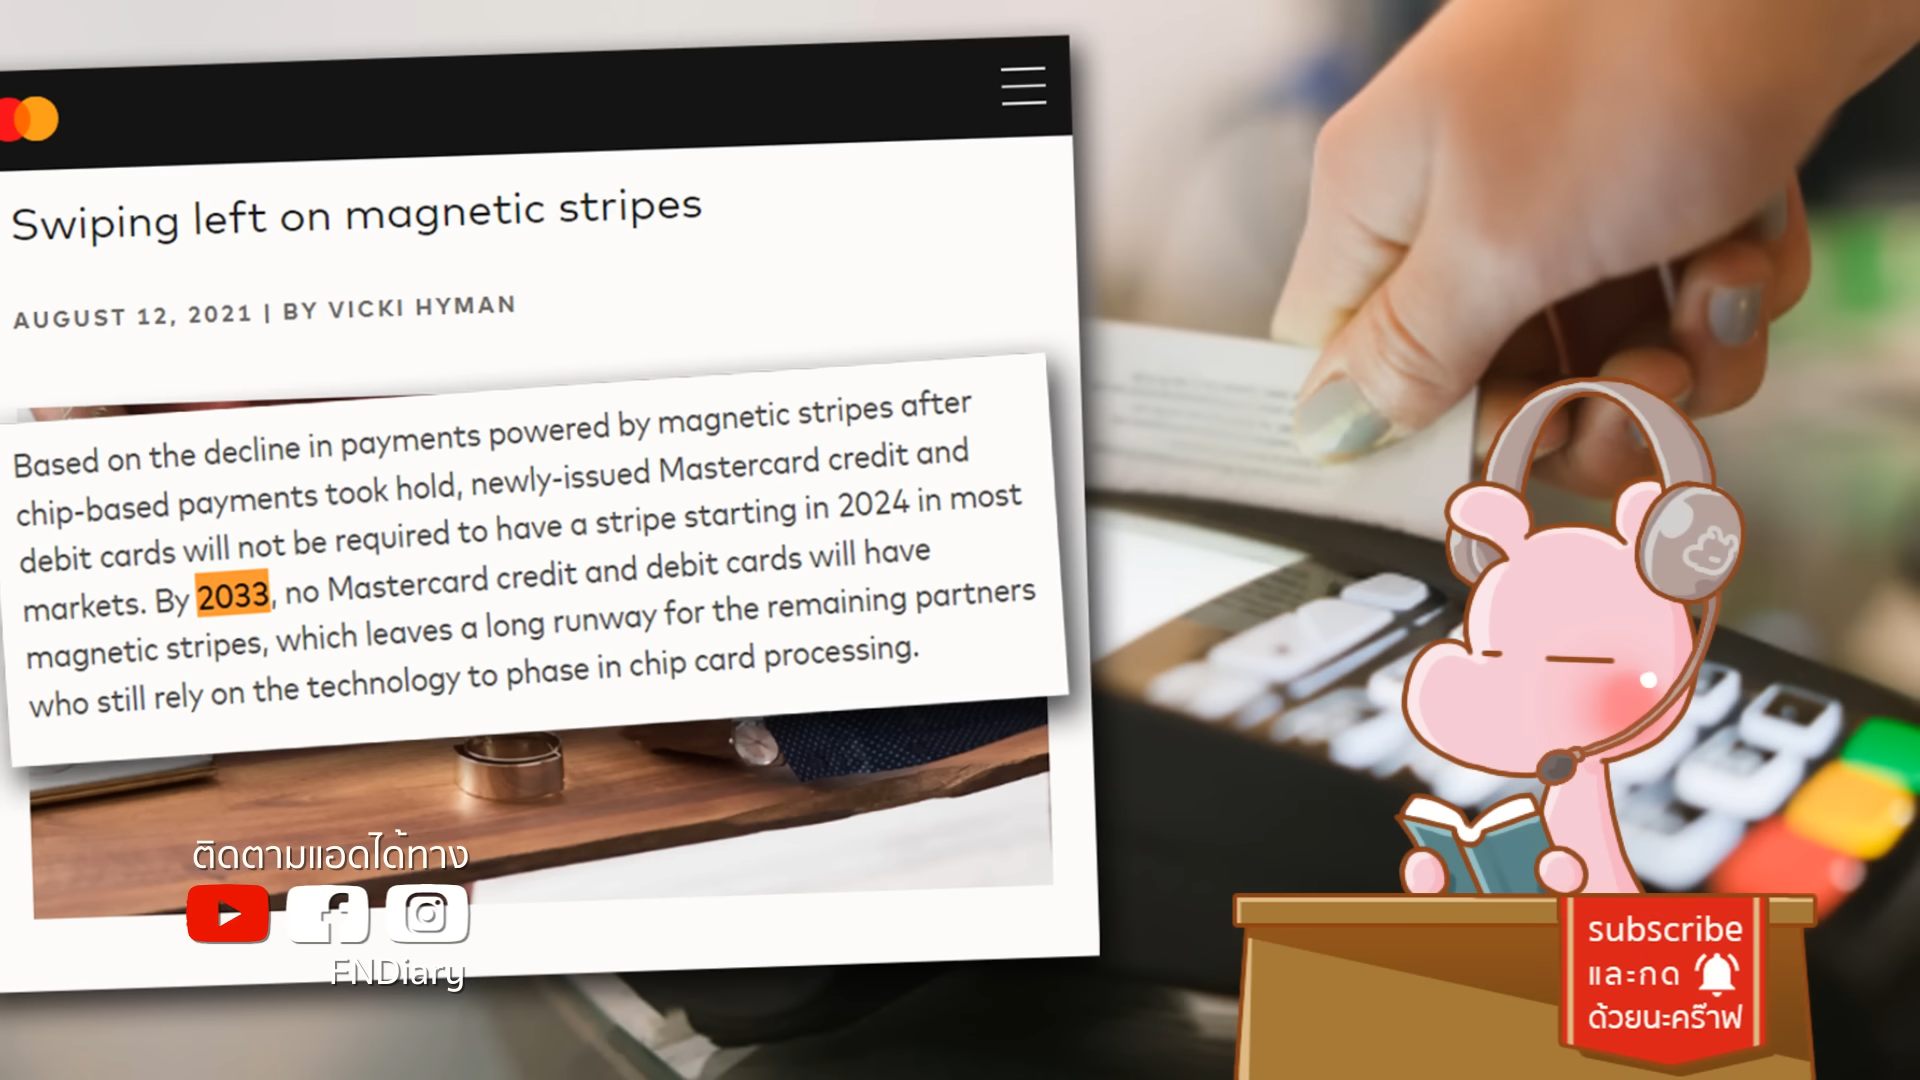 Swiping left on magnetic stripes
AUGUST 12, 2021 | BY VICKI HYMAN
Based on the decline in payments powered by magnetic stripes after
chip-based payments took hold, newly-issued Mastercard credit and
debit cards will not be required to have a stripe starting in 2024 in most
markets. By 2033, no Mastercard credit and debit cards will have
magnetic stripes, which leaves a long runway for the remaining partners
who still rely on the technology to phase in chip card processing.
ติดตามแอดได้ทาง
FNDiary
subscribe
และกด
ด้วยนะคร๊าฟ